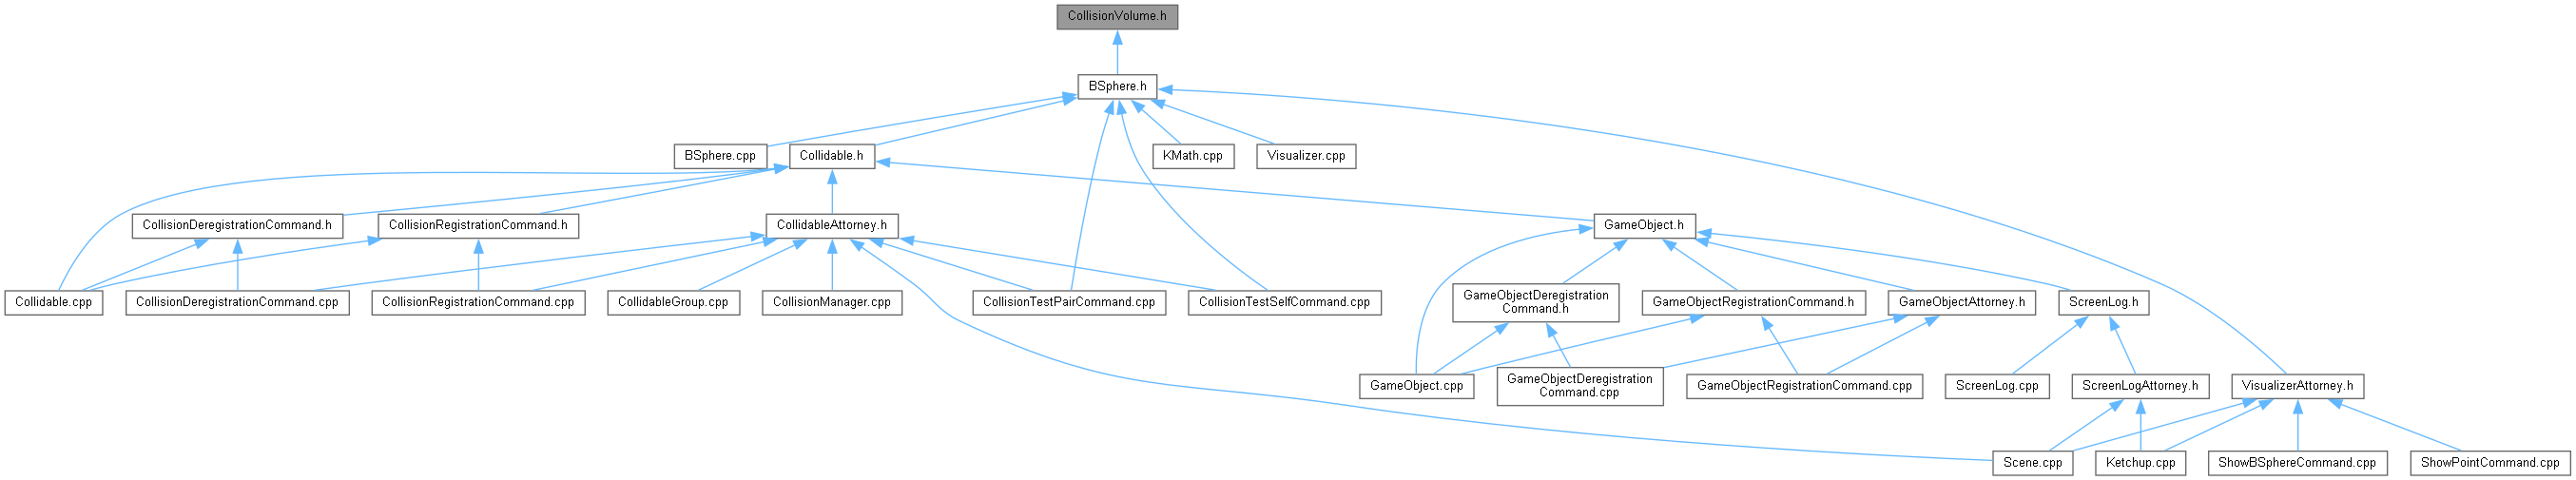 CollisionVolume.h
BSphere.h
BSphere.cpp
Collidable.h
KMath.cpp
Visualizer.cpp
CollisionDeregistrationCommand.h
CollisionRegistrationCommand.h
CollidableAttorney.h
GameObject.h
Collidable.cpp
CollisionDeregistrationCommand.cpp
CollisionRegistrationCommand.cpp
CollidableGroup.cpp
CollisionManager.cpp
CollisionTestPairCommand.cpp
CollisionTestSelfCommand.cpp
GameObjectDeregistration
Command.h
GameObjectRegistrationCommand.h
GameObjectAttorney.h
ScreenLog.h
GameObject.cpp
GameObjectDeregistration
Command.cpp
GameObjectRegistrationCommand.cpp
ScreenLog.cpp
ScreenLogAttorney.h
VisualizerAttorney.h
Scene.cpp
Ketchup.cpp
ShowBSphereCommand.cpp
ShowPointCommand.cpp